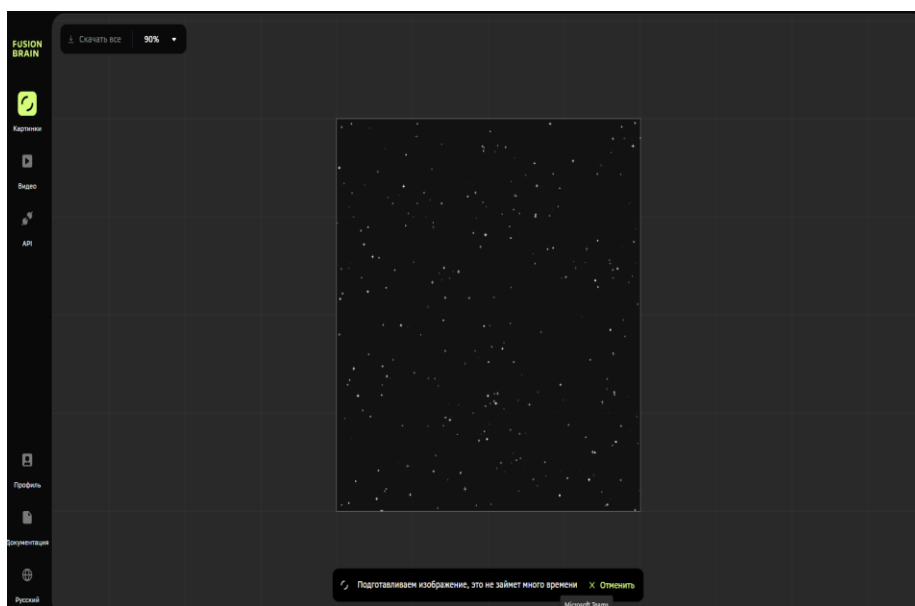 FUSION
BRAIN
Скачать все 90%
Картинки
Видео
API
Профиль
Документация
Русский
Подготавливаем изображение, это не займет много времени X Отменить
Microsoft Teams